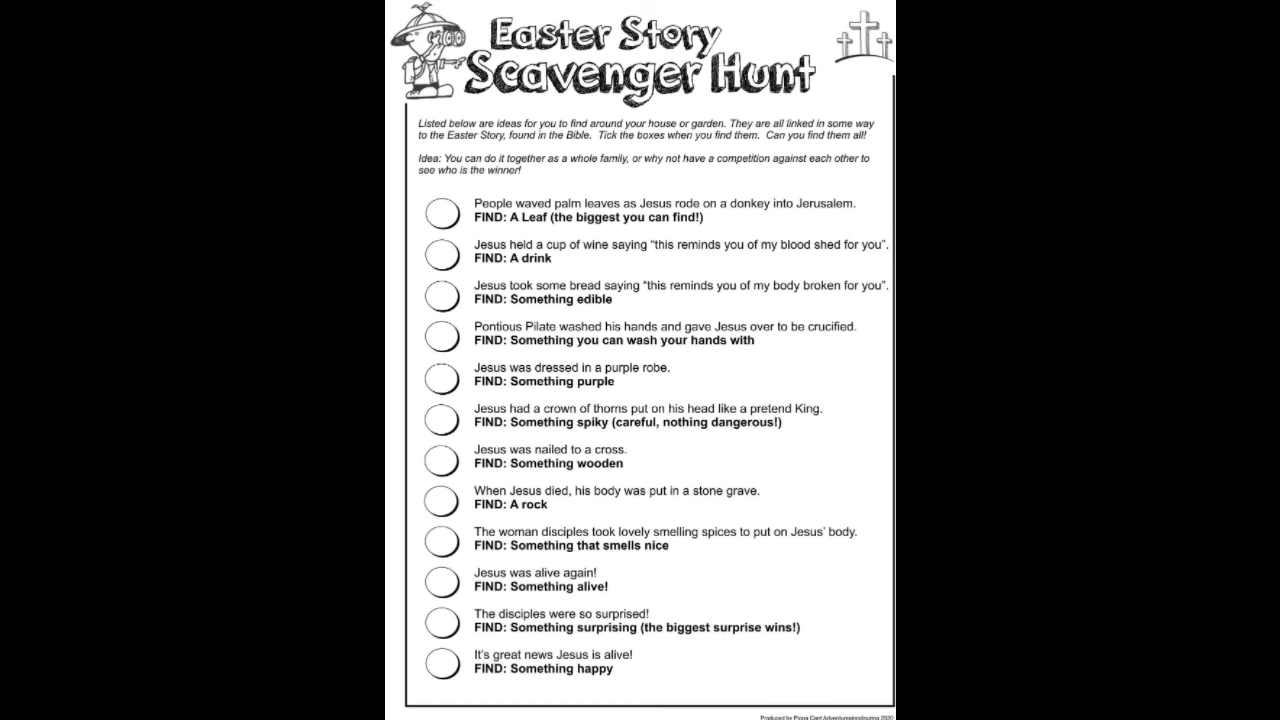 Easter Story
Scavenger Hunt
Listed below are ideas for you to find around your house or garden. They are all linked in some way
to the Easter Story, found in the Bible. Tick the boxes when you find them. Can you find them all!
Idea: You can do it together as a whole family, or why not have a competition against each other to
see who is the winner!
People waved palm leaves as Jesus rode on a donkey into Jerusalem.
FIND: A Leaf (the biggest you can find!)
Jesus held a cup of wine saying “this reminds you of my blood shed for you”.
FIND: A drink
Jesus took some bread saying “this reminds you of my body broken for you”.
FIND: Something edible
Pontious Pilate washed his hands and gave Jesus over to be crucified.
FIND: Something you can wash your hands with
Jesus was dressed in a purple robe.
FIND: Something purple
Jesus had a crown of thorns put on his head like a pretend King.
FIND: Something spiky (careful, nothing dangerous!)
Jesus was nailed to a cross.
FIND: Something wooden
When Jesus died, his body was put in a stone grave.
FIND: A rock
The woman disciples took lovely smelling spices to put on Jesus’ body.
FIND: Something that smells nice
Jesus was alive again!
FIND: Something alive!
The disciples were so surprised!
FIND: Something surprising (the biggest surprise wins!)
It’s great news Jesus is alive!
FIND: Something happy
Produced by Pippa Cant Adventuresincolouring 2020